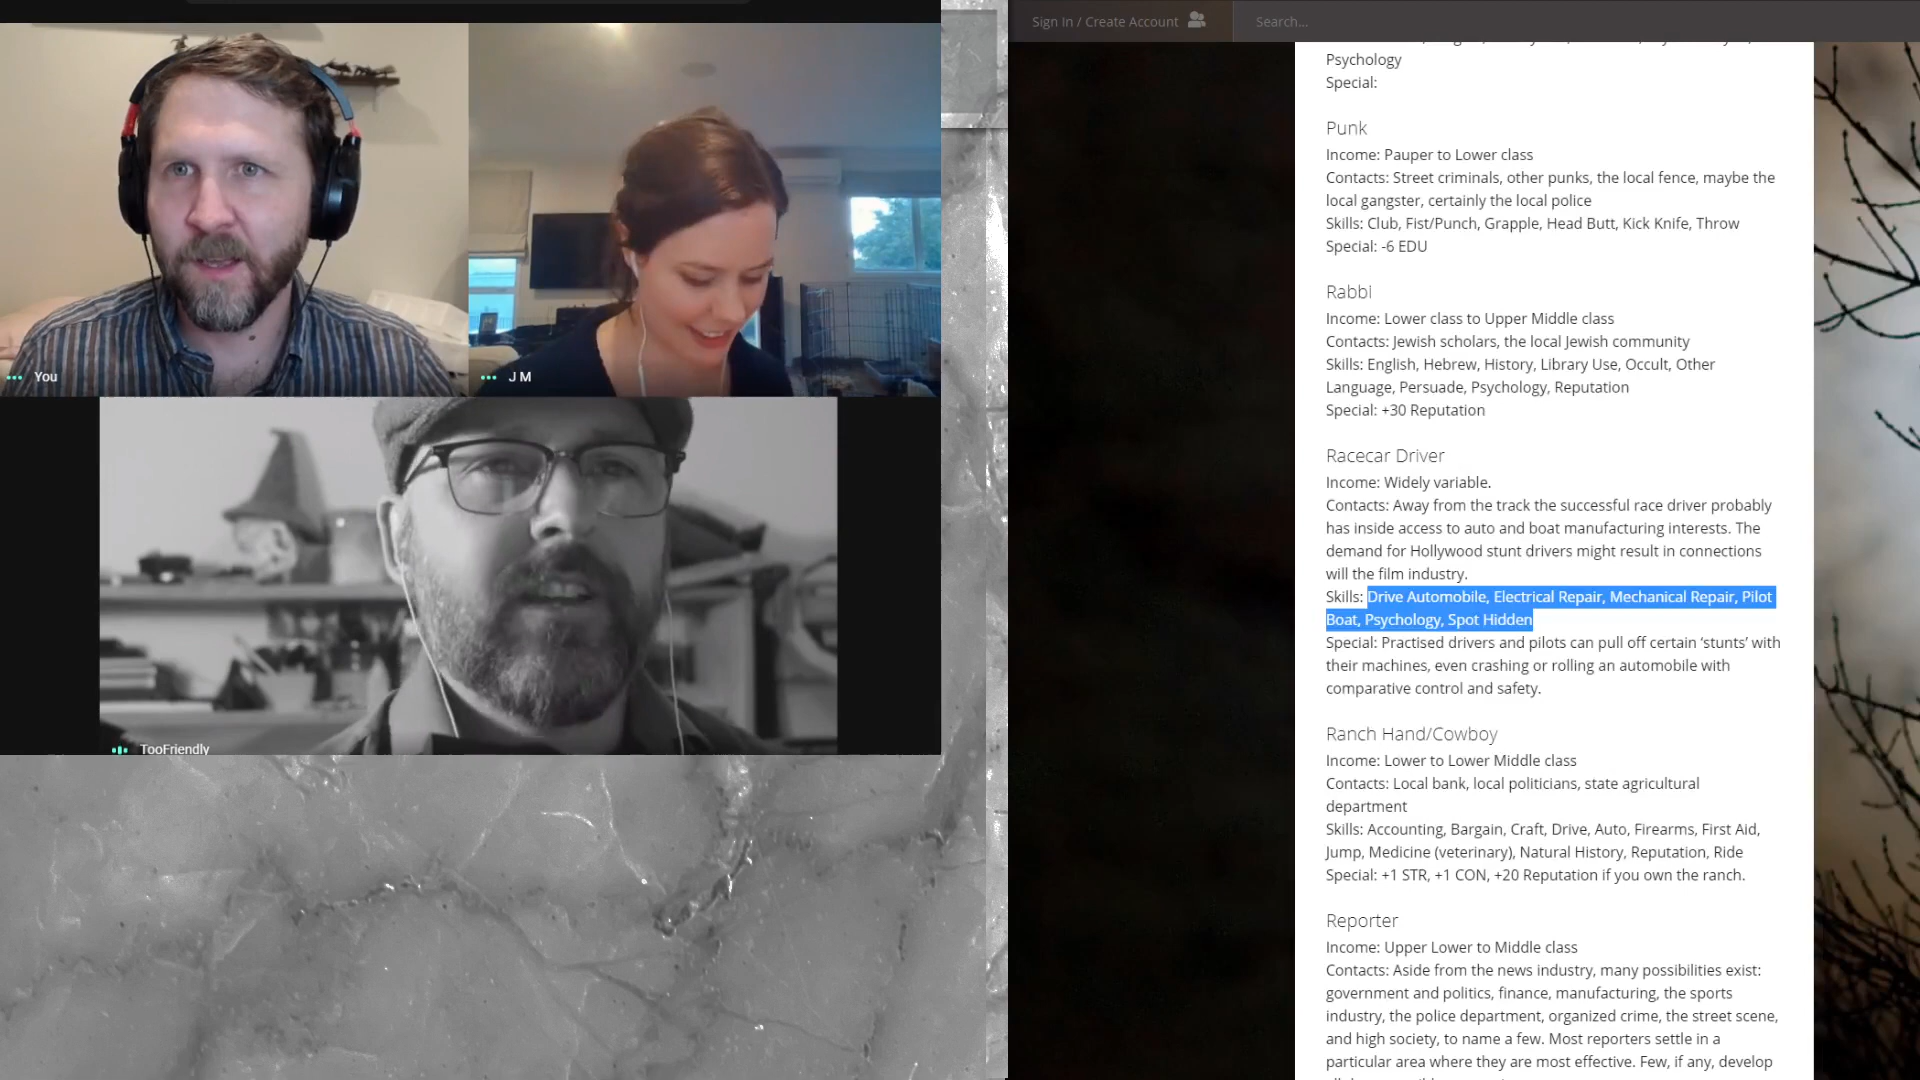 You
J M
TooFriendly
Sign In / Create Account
Search...
Psychology
Special:
Punk
Income: Pauper to Lower class
Contacts: Street criminals, other punks, the local fence, maybe the
local gangster, certainly the local police
Skills: Club, Fist/Punch, Grapple, Head Butt, Kick Knife, Throw
Special: -6 EDU
Rabbi
Income: Lower class to Upper Middle class
Contacts: Jewish scholars, the local Jewish community
Skills: English, Hebrew, History, Library Use, Occult, Other
Language, Persuade, Psychology, Reputation
Special: +30 Reputation
Racecar Driver
Income: Widely variable.
Contacts: Away from the track the successful race driver probably
has inside access to auto and boat manufacturing interests. The
demand for Hollywood stunt drivers might result in connections
will the film industry.
Skills: Drive Automobile, Electrical Repair, Mechanical Repair, Pilot
Boat, Psychology, Spot Hidden
Special: Practised drivers and pilots can pull off certain ‘stunts’ with
their machines, even crashing or rolling an automobile with
comparative control and safety.
Ranch Hand/Cowboy
Income: Lower to Lower Middle class
Contacts: Local bank, local politicians, state agricultural
department
Skills: Accounting, Bargain, Craft, Drive, Auto, Firearms, First Aid,
Jump, Medicine (veterinary), Natural History, Reputation, Ride
Special: +1 STR, +1 CON, +20 Reputation if you own the ranch.
Reporter
Income: Upper Lower to Middle class
Contacts: Aside from the news industry, many possibilities exist:
government and politics, finance, manufacturing, the sports
industry, the police department, organized crime, the street scene,
and high society, to name a few. Most reporters settle in a
particular area where they are most effective. Few, if any, develop